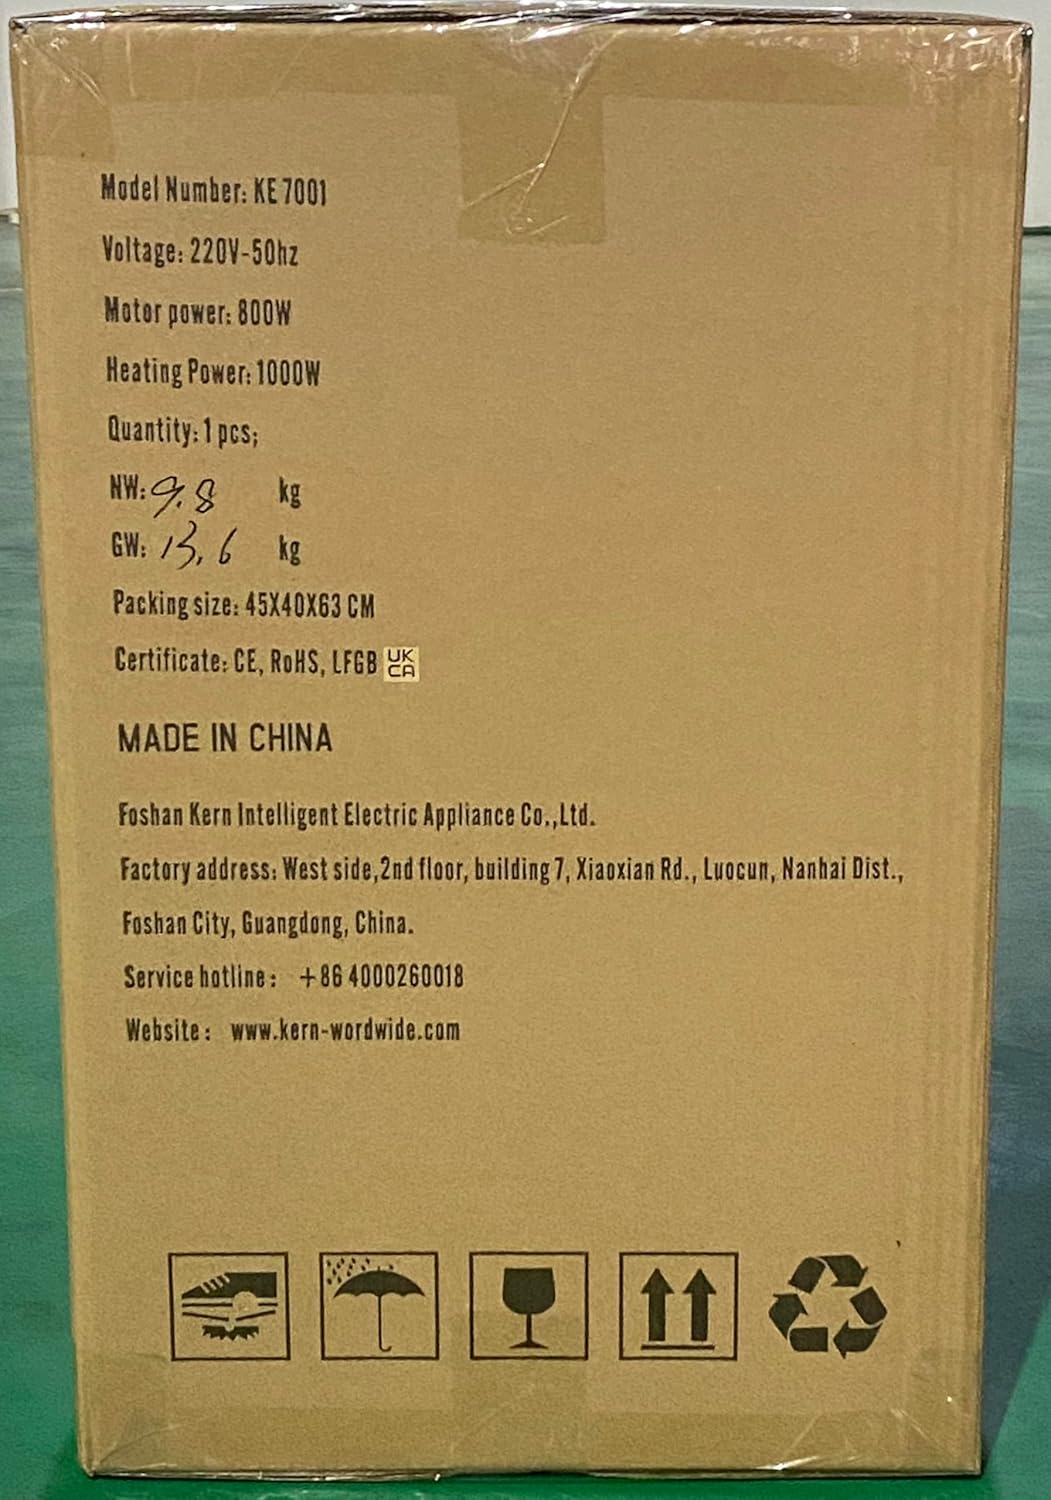 Model Number: KE7001
Voltage: 220V-50hz
Motor power: 800W
Heating Power: 1000W
Quantity: 1 pcs;
NW: 9.8 kg
GW: 13.6 kg
Packing size: 45X40X63 CM
Certificate: CE, RoHS, LFGB UK CA
MADE IN CHINA
Foshan Kern Intelligent Electric Appliance Co.,Ltd.
Factory address: West side,2nd floor, building 7, Xiaoxian Rd., Luocun, Nanhai Dist.,
Foshan City, Guangdong, China.
Service hotline: +86 4000260018
Website: www.kern-wordwide.com